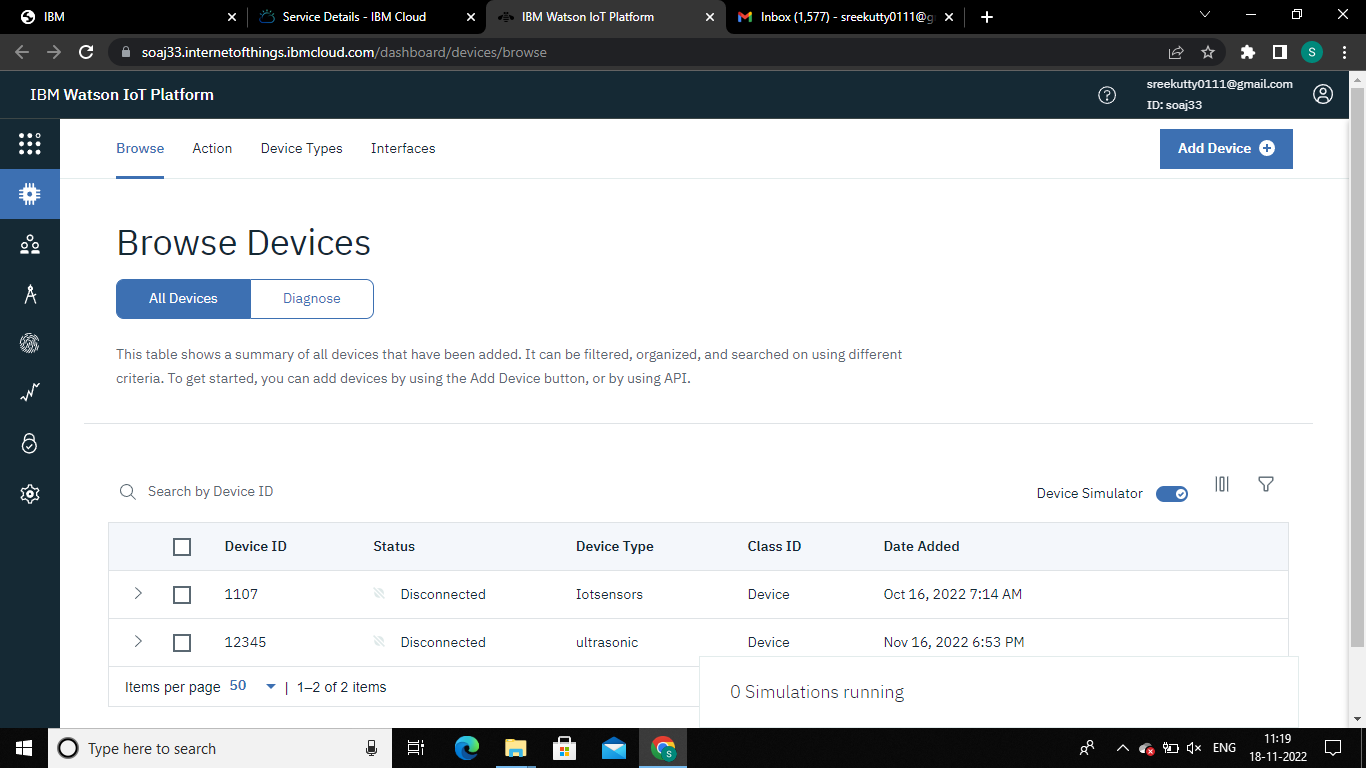 IBM
Service Details - IBM Cloud
IBM Watson IoT Platform
Inbox (1,577) - sreekutty0111@g
soaj33.internetofthings.ibmcloud.com/dashboard/devices/browse
S
IBM Watson IoT Platform
sreekutty0111@gmail.com
ID: soaj33
Browse Action Device Types Interfaces
Add Device
Browse Devices
All Devices Diagnose
This table shows a summary of all devices that have been added. It can be filtered, organized, and searched on using different
criteria. To get started, you can add devices by using the Add Device button, or by using API.
Search by Device ID
Device Simulator
Device ID Status Device Type Class ID Date Added
1107 Disconnected Iotsensors Device Oct 16, 2022 7:14 AM
12345 Disconnected ultrasonic Device Nov 16, 2022 6:53 PM
Items per page 50 | 1–2 of 2 items
0 Simulations running
Type here to search
S
ENG
11:19
18-11-2022